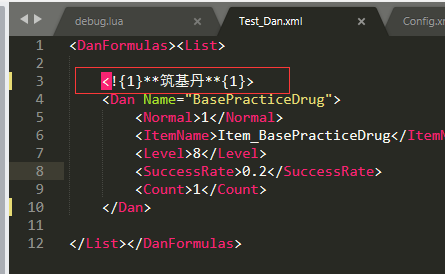 debug.lua
Test_Dan.xml
Config.xm
1 <DanFormulas><List>
2
3 <!{1}**筑基丹**{1}>
4 <Dan Name="BasePracticeDrug">
5 <Normal>1</Normal>
6 <ItemName>Item_BasePracticeDrug</ItemN
7 <Level>8</Level>
8 <SuccessRate>0.2</SuccessRate>
9 <Count>1</Count>
10 </Dan>
11
12 </List></DanFormulas>